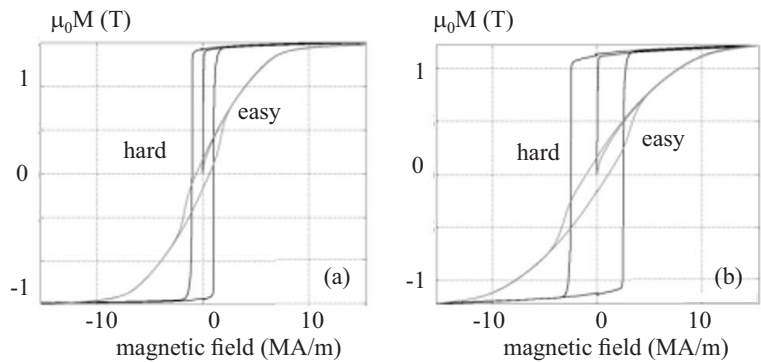 μ₀M (T)
1
0
-1
hard
easy
(a)
-10
0
10
magnetic field (MA/m)
μ₀M (T)
1
0
-1
hard
easy
(b)
-10
0
10
magnetic field (MA/m)